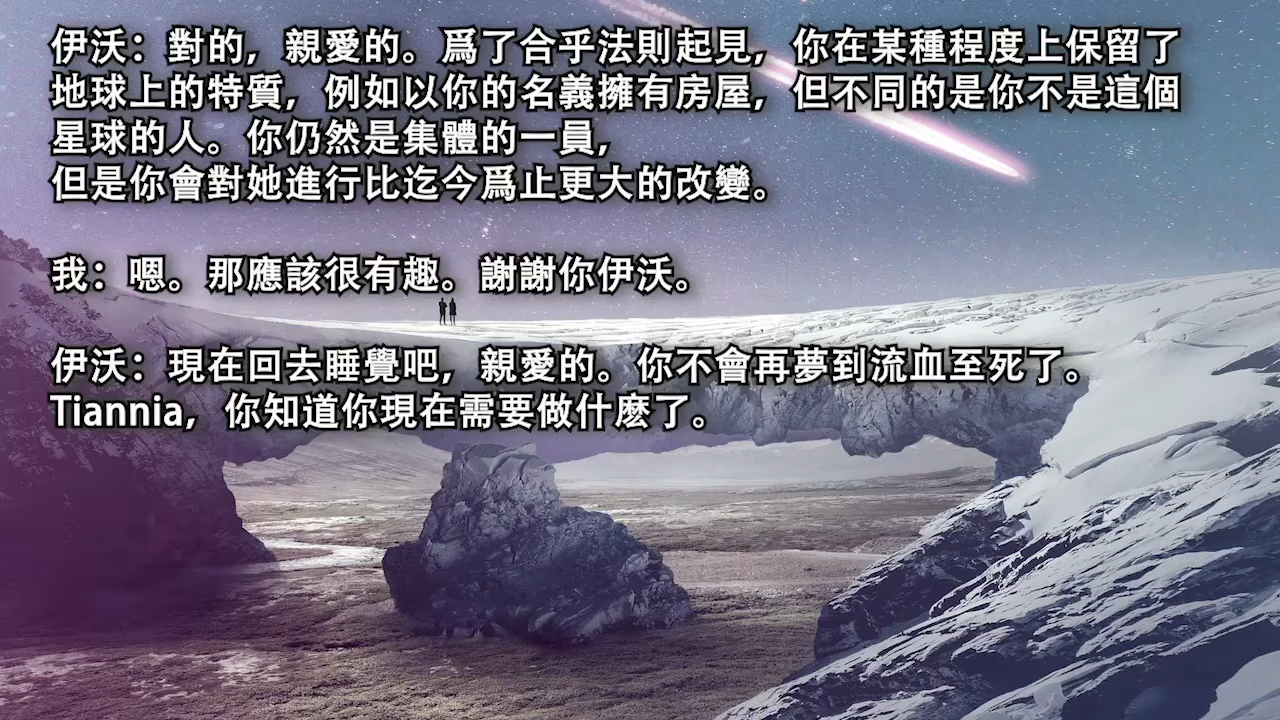 伊沃：對的，親愛的。爲了合乎法則起見，你在某種程度上保留了
地球上的特質，例如以你的名義擁有房屋，但不同的是你不是這個
星球的人。你仍然是集體的一員，
但是你會對她進行比迄今爲止更大的改變。
我：嗯。那應該很有趣。謝謝你伊沃。
伊沃：現在回去睡覺吧，親愛的。你不會再夢到流血至死了。
Tiannia，你知道你現在需要做什麽了。